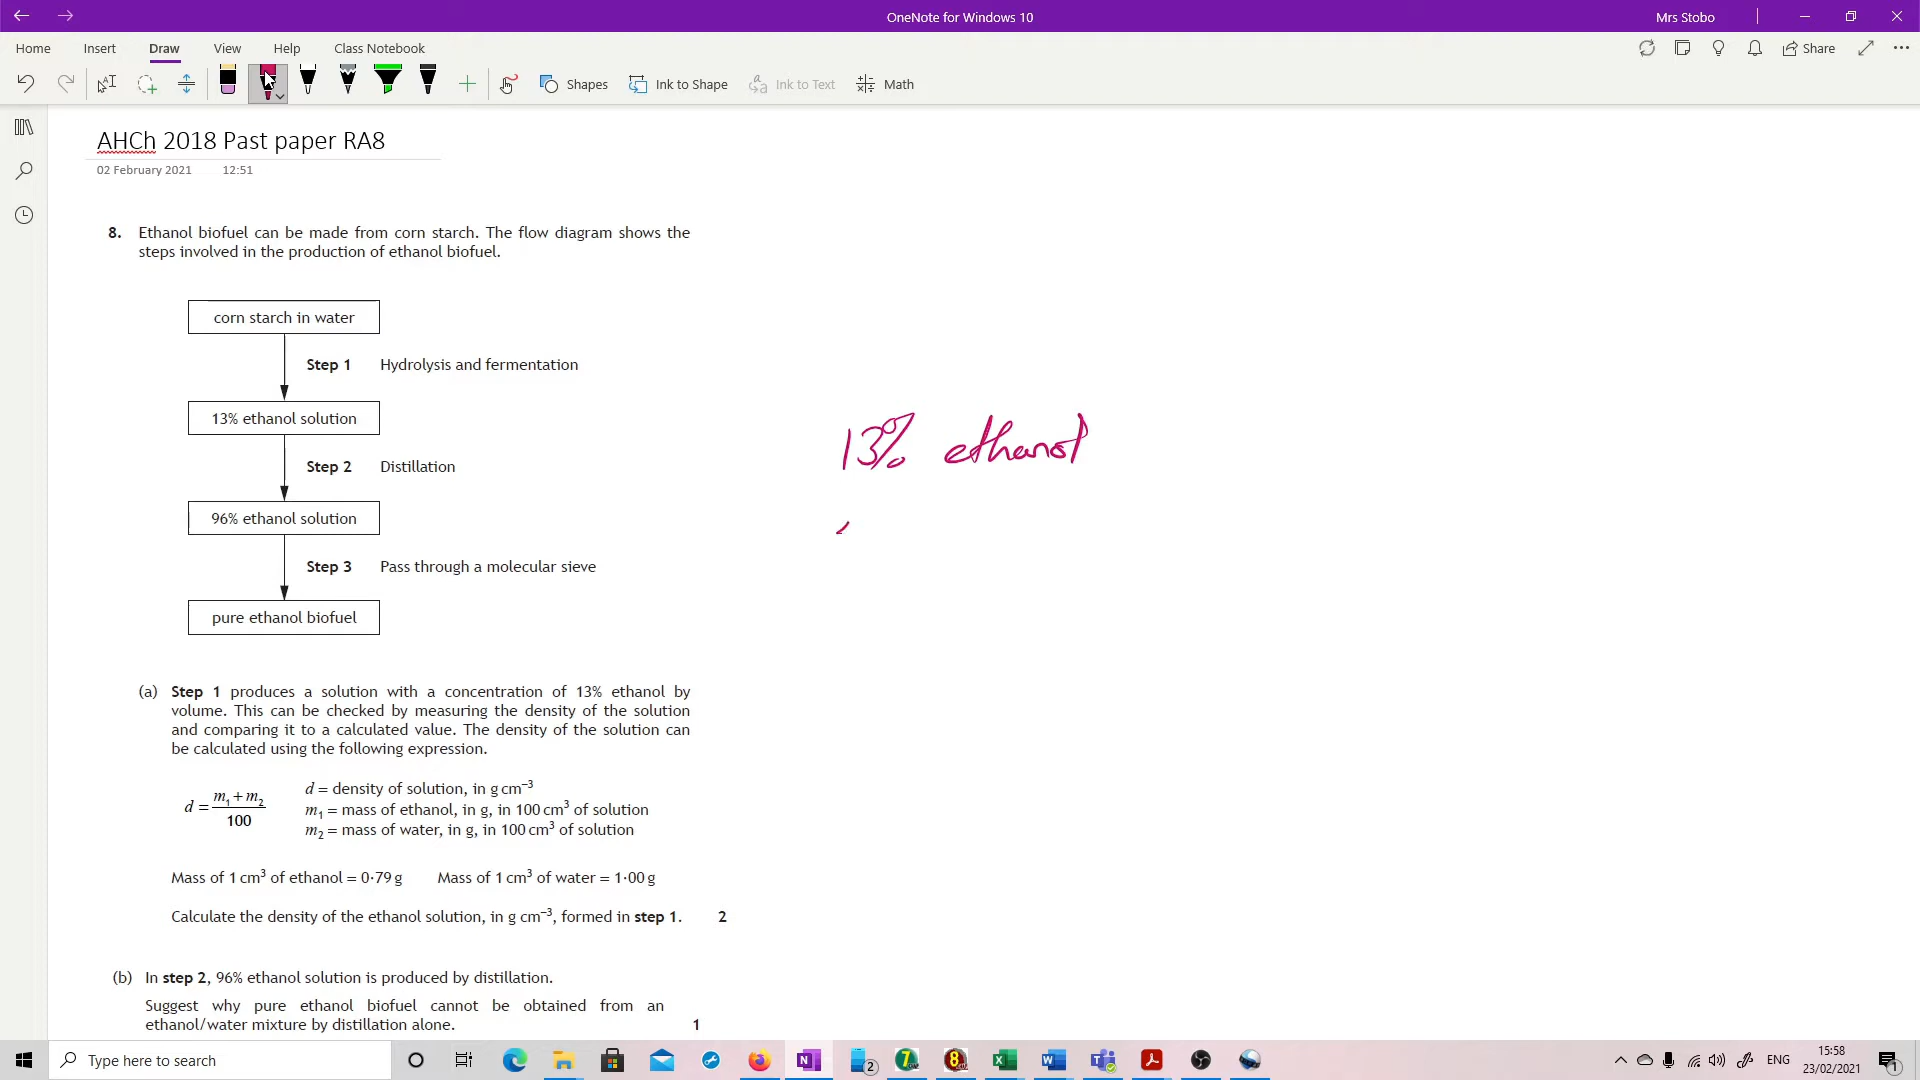 OneNote for Windows 10
Mrs Stobo
Home Insert Draw View Help Class Notebook
Share
Shapes Ink to Shape Ink to Text Math
AHCh 2018 Past paper RA8
02 February 2021 12:51
8. Ethanol biofuel can be made from corn starch. The flow diagram shows the
steps involved in the production of ethanol biofuel.
corn starch in water
Step 1 Hydrolysis and fermentation
13% ethanol solution
13% ethanol
Step 2 Distillation
96% ethanol solution
Step 3 Pass through a molecular sieve
pure ethanol biofuel
(a) Step 1 produces a solution with a concentration of 13% ethanol by
volume. This can be checked by measuring the density of the solution
and comparing it to a calculated value. The density of the solution can
be calculated using the following expression.
d = (m₁ + m₂)/100
d = density of solution, in g cm⁻³
m₁ = mass of ethanol, in g, in 100 cm³ of solution
m₂ = mass of water, in g, in 100 cm³ of solution
Mass of 1 cm³ of ethanol = 0·79 g Mass of 1 cm³ of water = 1·00 g
Calculate the density of the ethanol solution, in g cm⁻³, formed in step 1. 2
(b) In step 2, 96% ethanol solution is produced by distillation.
Suggest why pure ethanol biofuel cannot be obtained from an
ethanol/water mixture by distillation alone. 1
Type here to search
ENG
15:58
23/02/2021